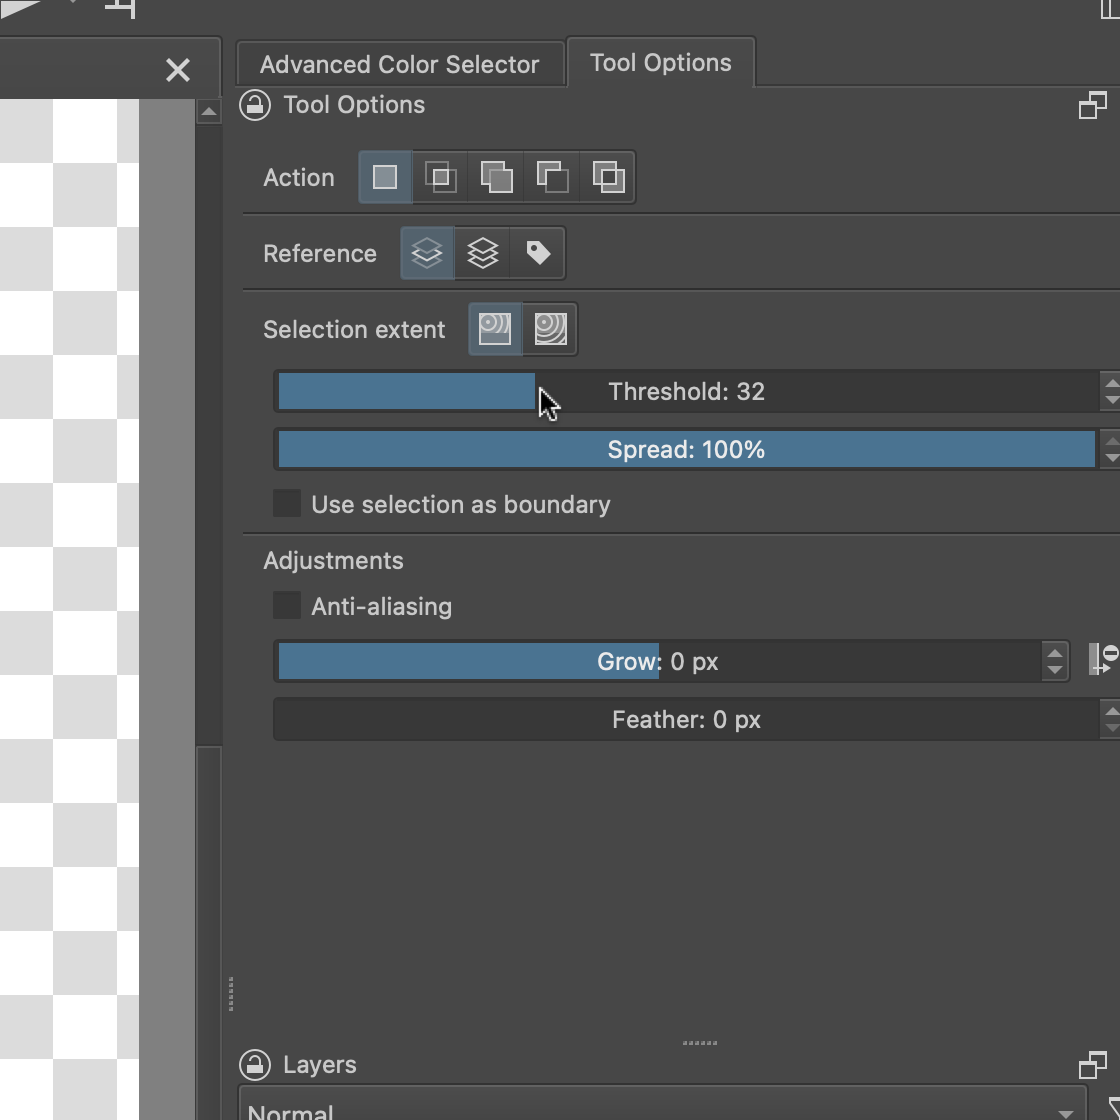 Advanced Color Selector
Tool Options
Tool Options
Action
Reference
Selection extent
Threshold: 32
Spread: 100%
Use selection as boundary
Adjustments
Anti-aliasing
Grow: 0 px
Feather: 0 px
Layers
Normal